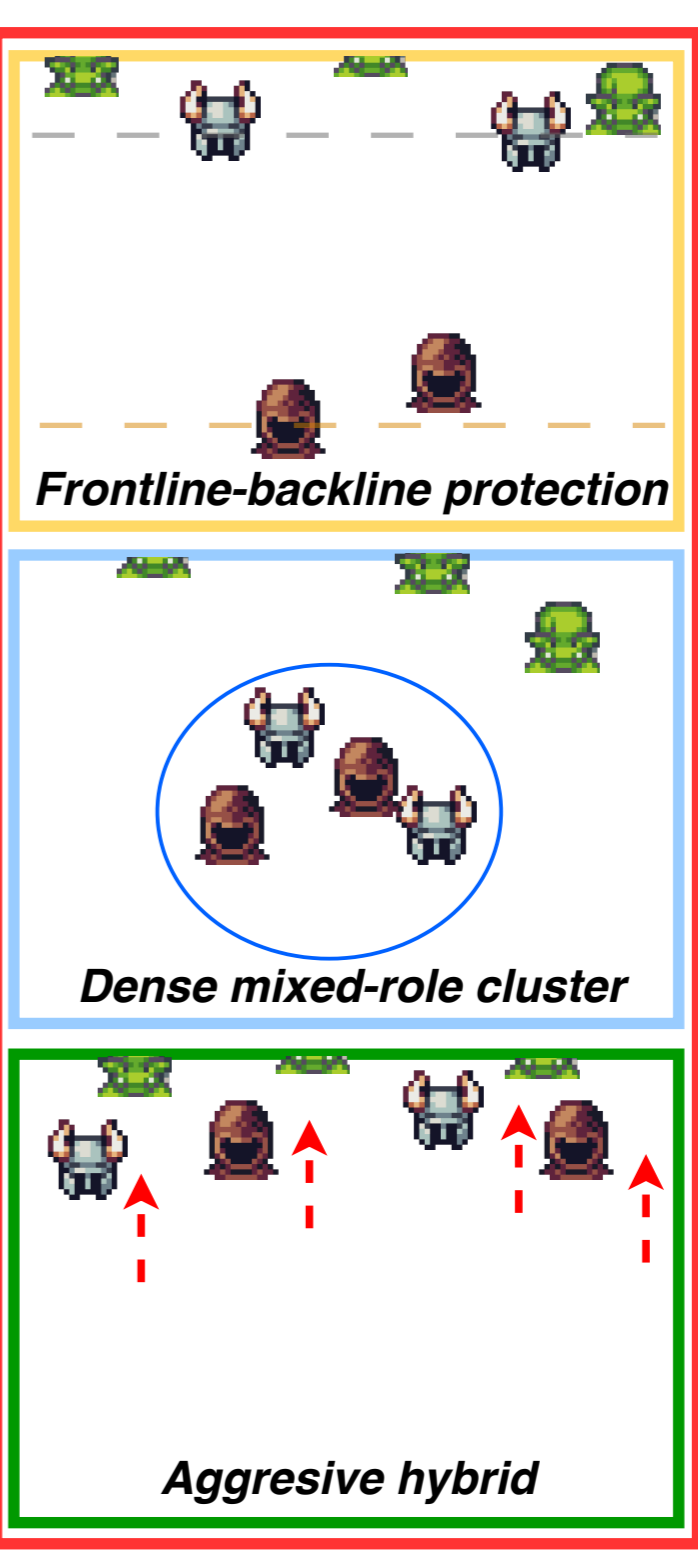 Frontline-backline protection
Dense mixed-role cluster
Aggresive hybrid